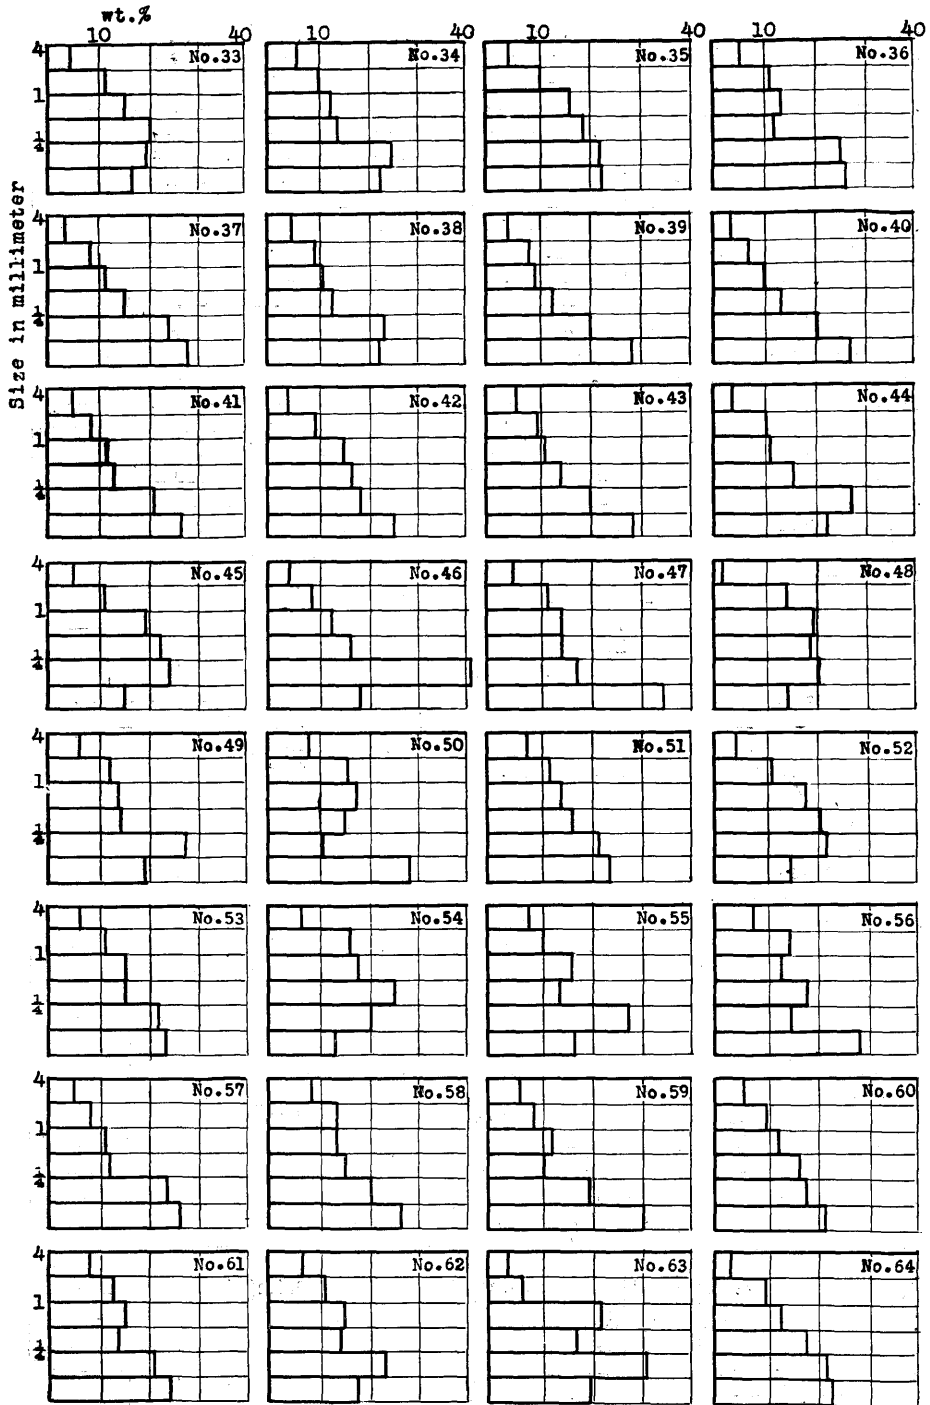 wt.%
10 40 10 40 10 40 10 40
Size in millimeter
4 No.33 No.34 No.35 No.36
1
1/4
4 No.37 No.38 No.39 No.40
1
1/4
4 No.41 No.42 No.43 No.44
1
1/4
4 No.45 No.46 No.47 No.48
1
1/4
4 No.49 No.50 No.51 No.52
1
1/4
4 No.53 No.54 No.55 No.56
1
1/4
4 No.57 No.58 No.59 No.60
1
1/4
4 No.61 No.62 No.63 No.64
1
1/4